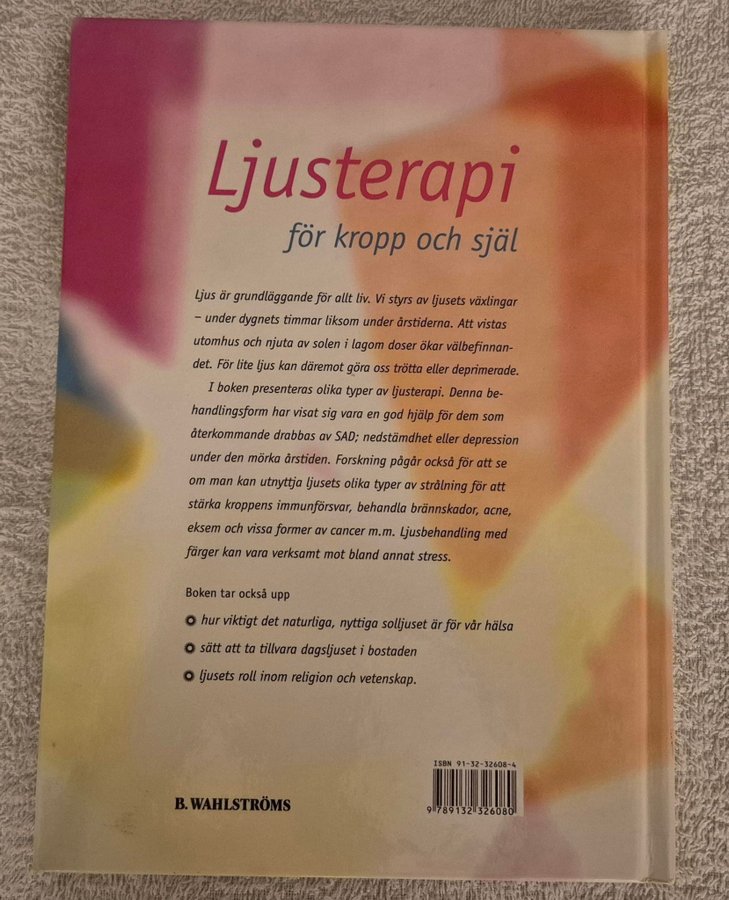 Ljusterapi
för kropp och själ
Ljus är grundläggande för allt liv. Vi styrs av ljusets växlingar
– under dygnets timmar liksom under årstiderna. Att vistas
utomhus och njuta av solen i lagom doser ökar välbefinnan-
det. För lite ljus kan däremot göra oss trötta eller deprimerade.
I boken presenteras olika typer av ljusterapi. Denna be-
handlingsform har visat sig vara en god hjälp för dem som
återkommande drabbas av SAD; nedstämdhet eller depression
under den mörka årstiden. Forskning pågår också för att se
om man kan utnyttja ljusets olika typer av strålning för att
stärka kroppens immunförsvar, behandla brännskador, acne,
eksem och vissa former av cancer m.m. Ljusbehandling med
färger kan vara verksamt mot bland annat stress.
Boken tar också upp
hur viktigt det naturliga, nyttiga solljuset är för vår hälsa
sätt att ta tillvara dagsljuset i bostaden
ljusets roll inom religion och vetenskap.
ISBN 91-32-32608-4
B. WAHLSTRÖMS
9 789132 326080